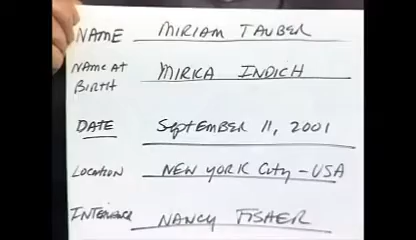 NAME MIRIAM TAUBER
NAME AT BIRTH MIRKA INDICH
DATE SEPTEMBER 11, 2001
LOCATION NEW YORK CITY - USA
NANCY FISHER